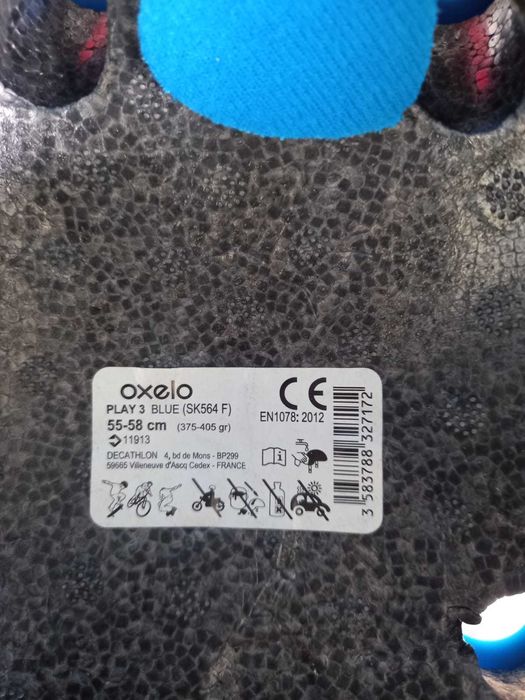 oxelo
PLAY 3 BLUE (SK564 F)
55-58 cm (375-405 gr)
11913
DECATHLON 4, bd de Mons - BP299
59665 Villeneuve d'Ascq Cedex - FRANCE
CE
EN1078: 2012
3 583788 327172